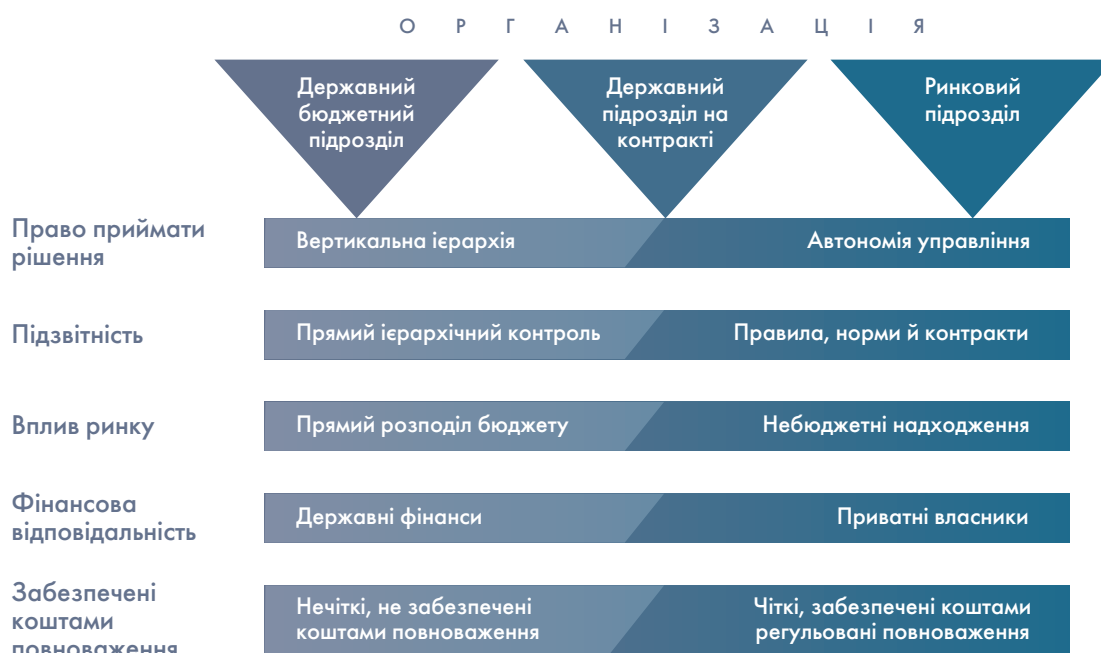 ОРГАНІЗАЦІЯ
Державний
бюджетний
підрозділ
Державний
підрозділ на
контракті
Ринковий
підрозділ
Право приймати
рішення
Вертикальна ієрархія
Автономія управління
Підзвітність
Прямий ієрархічний контроль
Правила, норми й контракти
Вплив ринку
Прямий розподіл бюджету
Небюджетні надходження
Фінансова
відповідальність
Державні фінанси
Приватні власники
Забезпечені
коштами
повноваження
Нечіткі, не забезпечені
коштами повноваження
Чіткі, забезпечені коштами
регульовані повноваження